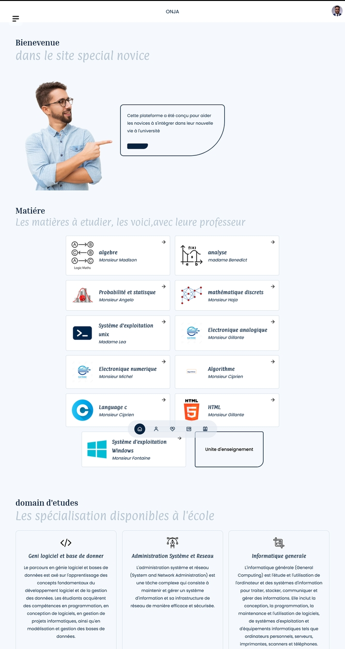 ONJA
Bienevenue
dans le site special novice
Cette plateforme a été conçu pour aider
les novices à s'intégrer dans leur nouvelle
vie à l'université
Matiére
Les matières à etudier, les voici,avec leure professeur
algebre
Monsieur Madison
Logic Maths
analyse
madame Benedict
Probabilité et statisque
Monsieur Angelo
mathématique discrets
Monsieur Haja
Système d'exploitation
unix
Madame Lea
Electronique analogique
Monsieur Gillante
Electronique numerique
Monsieur Michel
Algorithme
Monsieur Ciprien
Language c
Monsieur Ciprien
HTML
Monsieur Gillante
Système d'exploitation
Windows
Monsieur Fontaine
Unite d'enseignement
domain d'etudes
Les spécialisation disponibles à l'école
Geni logiciel et base de donner
Le parcours en génie logiciel et bases de
données est axé sur l'apprentissage des
concepts fondamentaux du
développement logiciel et de la gestion
des données. Les étudiants acquièrent
des compétences en programmation, en
conception de logiciels, en gestion de
projets informatiques, ainsi qu'en
modélisation et gestion des bases de
données.
Administration Système et Reseau
L'administration système et réseau
(System and Network Administration) est
une tâche complexe qui consiste à
maintenir et gérer un système
d'information et sa infrastructure de
réseau de manière efficace et sécurisée.
Informatique generale
L'informatique générale (General
Computing) est l'étude et l'utilisation de
l'ordinateur et des systèmes d'information
pour traiter, stocker, communiquer et
gérer des informations. Elle inclut la
conception, la programmation, la
maintenance et l'utilisation de logiciels,
de systèmes d'exploitation et
d'équipements informatiques tels que
ordinateurs personnels, serveurs,
imprimantes, scanners et terminaux.